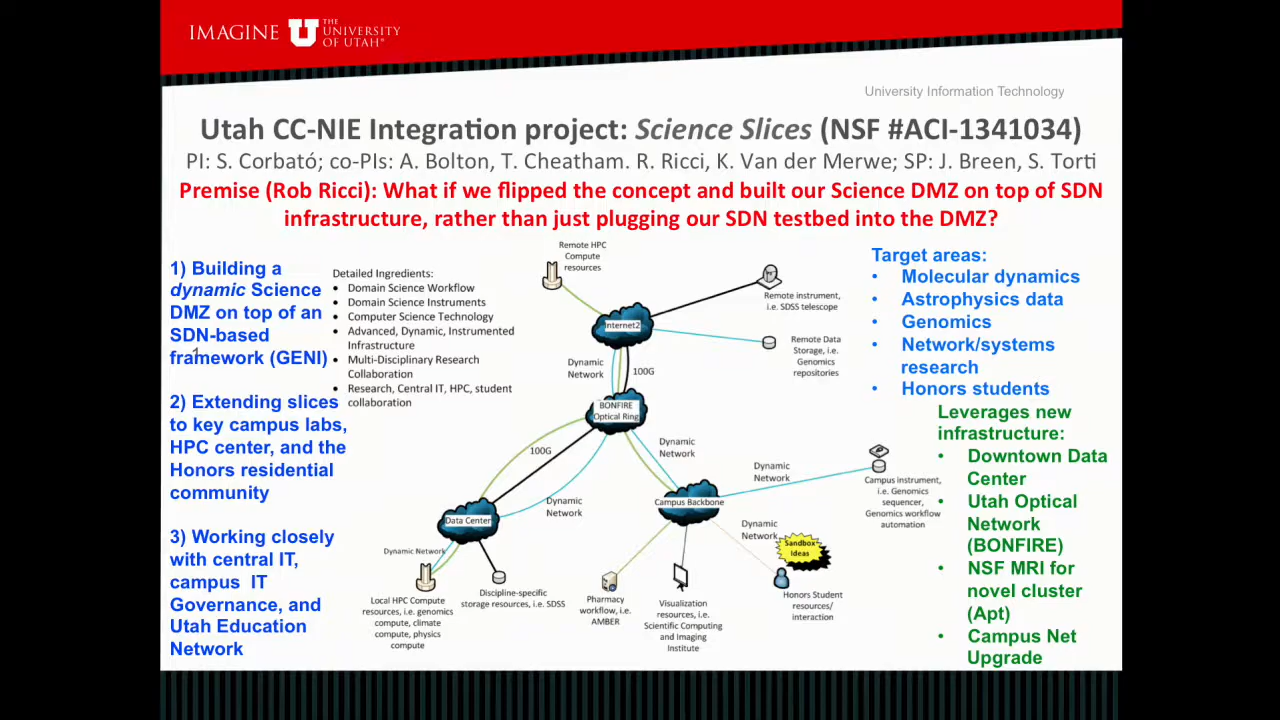 IMAGINE
THE
UNIVERSITY
OF UTAH®
University Information Technology
Utah CC-NIE Integration project: Science Slices (NSF #ACI-1341034)
PI: S. Corbató; co-PIs: A. Bolton, T. Cheatham. R. Ricci, K. Van der Merwe; SP: J. Breen, S. Torti
Premise (Rob Ricci): What if we flipped the concept and built our Science DMZ on top of SDN
infrastructure, rather than just plugging our SDN testbed into the DMZ?
1) Building a
dynamic Science
DMZ on top of an
SDN-based
framework (GENI)
2) Extending slices
to key campus labs,
HPC center, and the
Honors residential
community
3) Working closely
with central IT,
campus IT
Governance, and
Utah Education
Network
Detailed Ingredients:
• Domain Science Workflow
• Domain Science Instruments
• Computer Science Technology
• Advanced, Dynamic, Instrumented
Infrastructure
• Multi-Disciplinary Research
Collaboration
• Research, Central IT, HPC, student
collaboration
Remote HPC
Compute
resources
Remote instrument,
i.e. SDSS telescope
Internet2
Remote Data
Storage, i.e.
Genomics
repositories
Dynamic
Network
100G
BONFIRE
Optical Ring
100G
Dynamic
Network
Dynamic
Network
Dynamic
Network
Campus instrument,
i.e. Genomics
sequencer,
Genomics workflow
automation
Data Center
Campus Backbone
Dynamic
Network
Sandbox
Ideas
Dynamic Network
Local HPC Compute
resources, i.e. genomics
compute, climate
compute, physics
compute
Discipline-specific
storage resources, i.e. SDSS
Pharmacy
workflow, i.e.
AMBER
Visualization
resources, i.e.
Scientific Computing
and Imaging
Institute
Honors Student
resources/
interaction
Target areas:
• Molecular dynamics
• Astrophysics data
• Genomics
• Network/systems
research
• Honors students
Leverages new
infrastructure:
• Downtown Data
Center
• Utah Optical
Network
(BONFIRE)
• NSF MRI for
novel cluster
(Apt)
• Campus Net
Upgrade